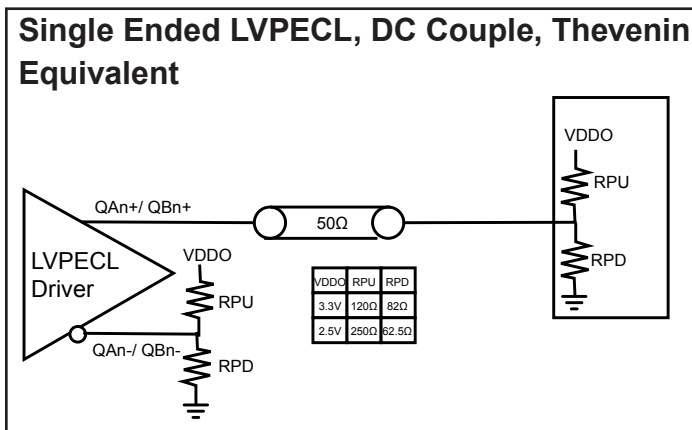 Single Ended LVPECL, DC Couple, Thevenin
Equivalent
VDDO
RPU
RPD
QAn+/ QBn+
50Ω
LVPECL
Driver
VDDO
RPU
RPD
QAn-/ QBn-
VDDO RPU RPD
3.3V 120Ω 82Ω
2.5V 250Ω 62.5Ω